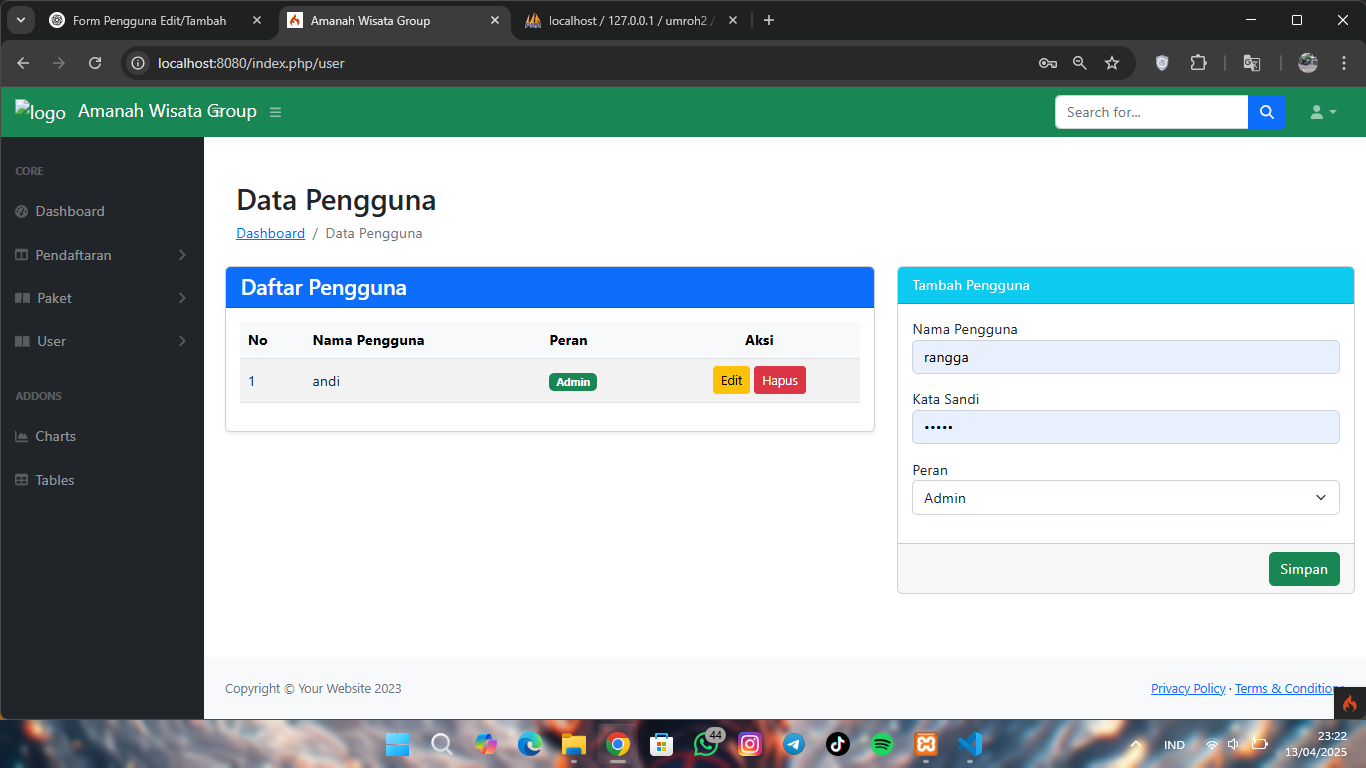 Form Pengguna Edit/Tambah
Amanah Wisata Group
localhost / 127.0.0.1 / umroh2 /
localhost:8080/index.php/user
logo
Amanah Wisata Group
Search for...
CORE
Dashboard
Pendaftaran
Paket
User
ADDONS
Charts
Tables
Data Pengguna
Dashboard / Data Pengguna
Daftar Pengguna
No Nama Pengguna Peran Aksi
1 andi Admin Edit Hapus
Tambah Pengguna
Nama Pengguna
rangga
Kata Sandi
•••••
Peran
Admin
Simpan
Copyright © Your Website 2023
Privacy Policy · Terms & Conditions
44
IND
23:22
13/04/2025